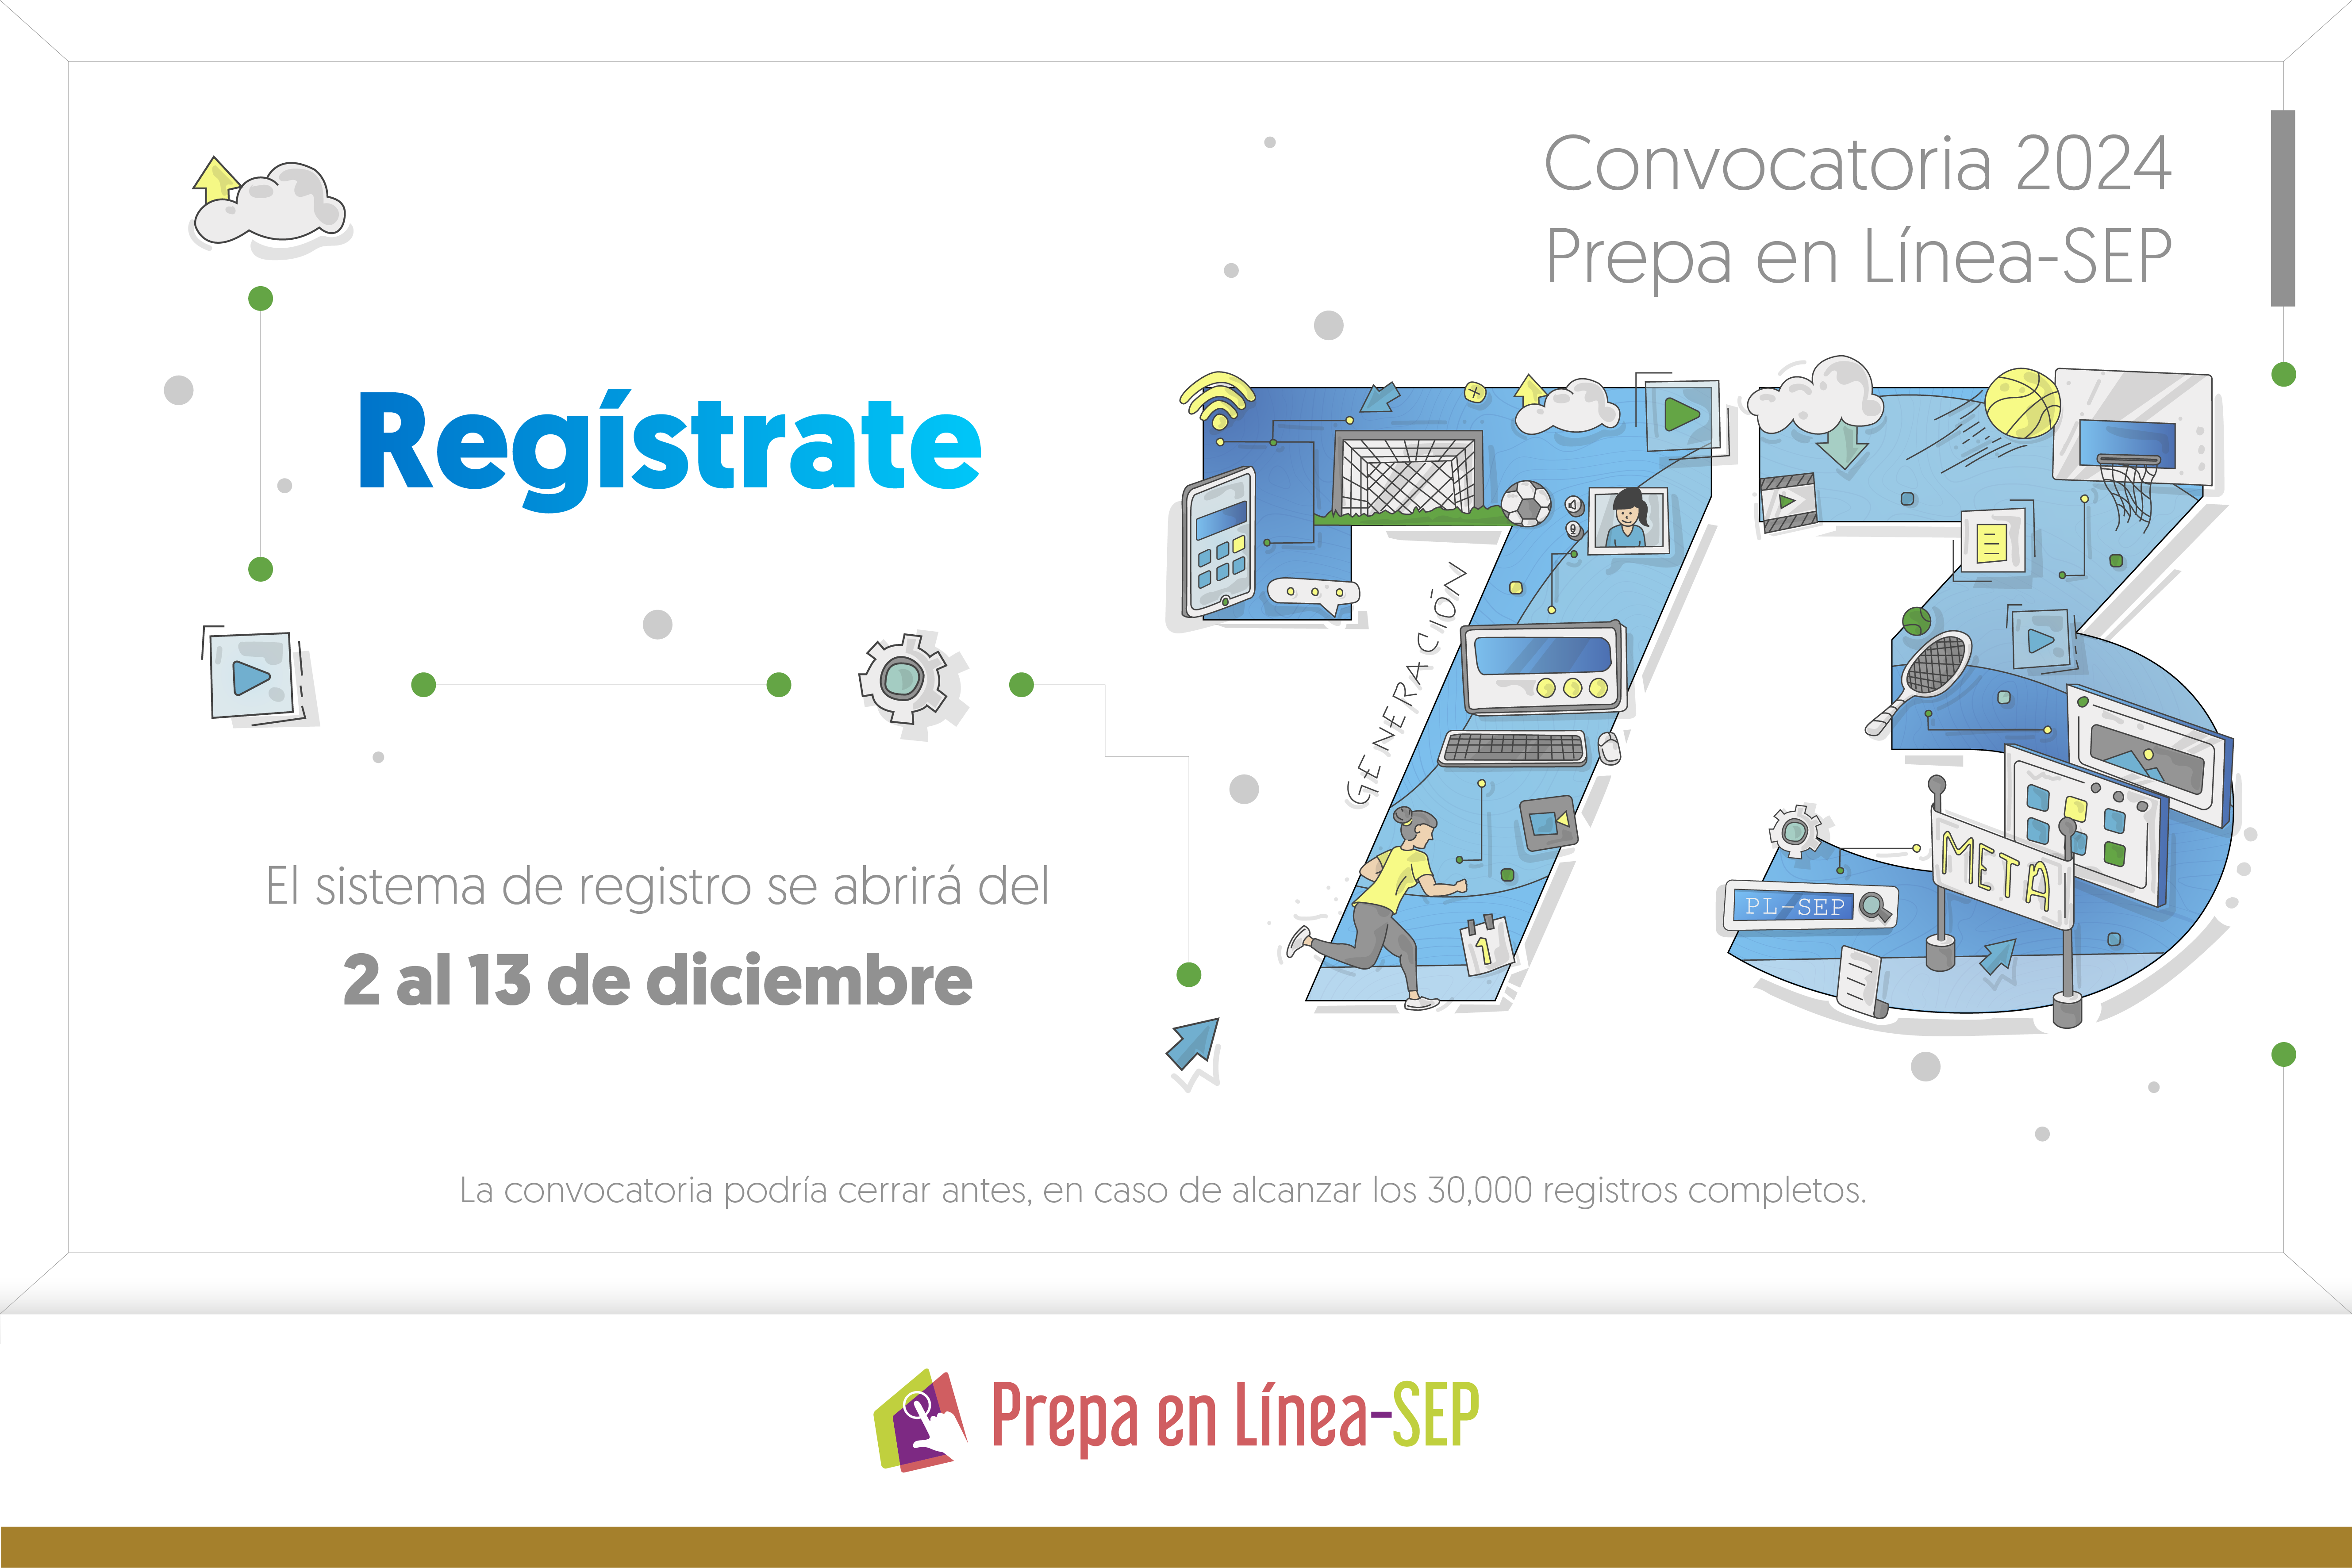 Convocatoria 2024
Prepa en Línea-SEP
Regístrate
GENERACIÓN
El sistema de registro se abrirá del
2 al 13 de diciembre
73
1
META
PL-SEP
La convocatoria podría cerrar antes, en caso de alcanzar los 30,000 registros completos.
Prepa en Línea-SEP